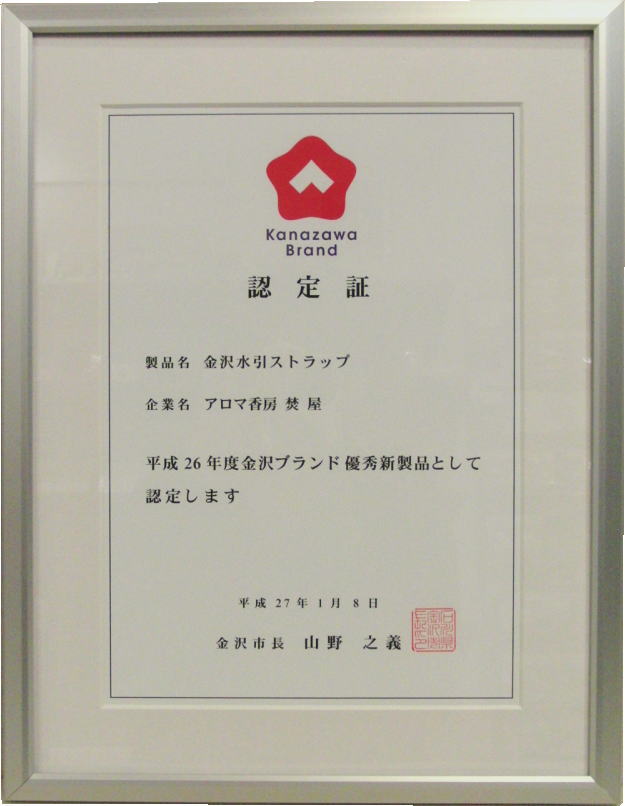 Kanazawa
Brand
認定証
製品名 金沢水引ストラップ
企業名 アロマ香房 焚屋
平成26年度金沢ブランド優秀新製品として
認定します
平成27年1月8日
金沢市長 山野 之義